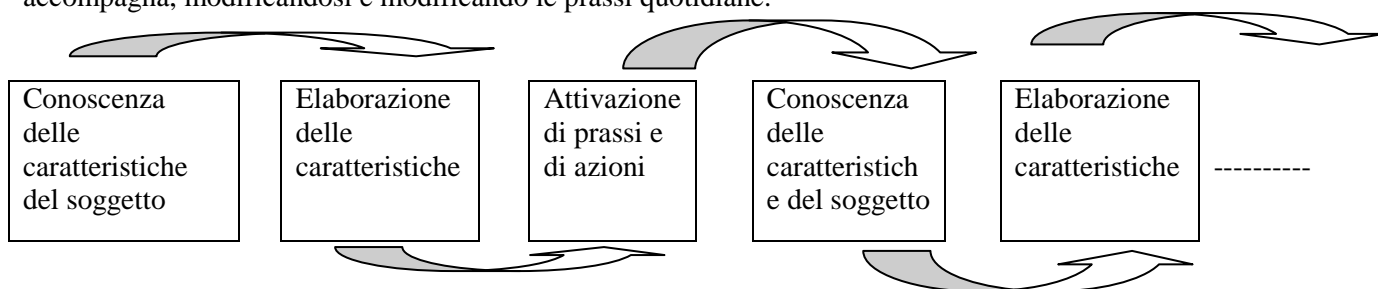 accompagna, modificandosi e modificando le prassi quotidiane.
Conoscenza
delle
caratteristiche
del soggetto
Elaborazione
delle
caratteristiche
Attivazione
di prassi e
di azioni
Conoscenza
delle
caratteristich
e del soggetto
Elaborazione
delle
caratteristiche
----------